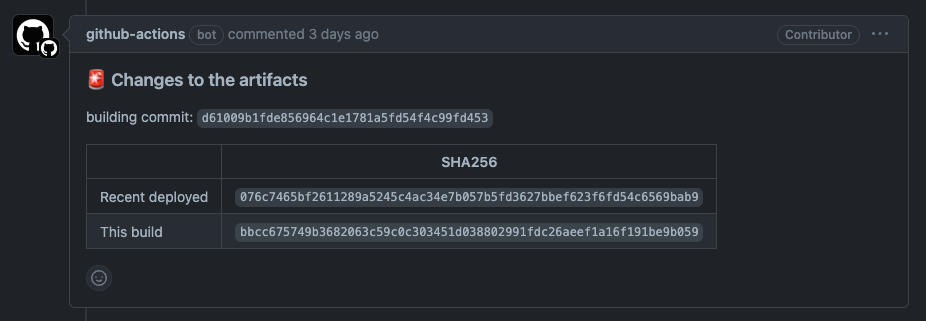 github-actions bot commented 3 days ago Contributor
Changes to the artifacts
building commit: d61009b1fde856964c1e1781a5fd54f4c99fd453
SHA256
Recent deployed 076c7465bf2611289a5245c4ac34e7b057b5fd3627bbef623f6fd54c6569bab9
This build bbcc675749b3682063c59c0c303451d038802991fdc26aeef1a16f191be9b059